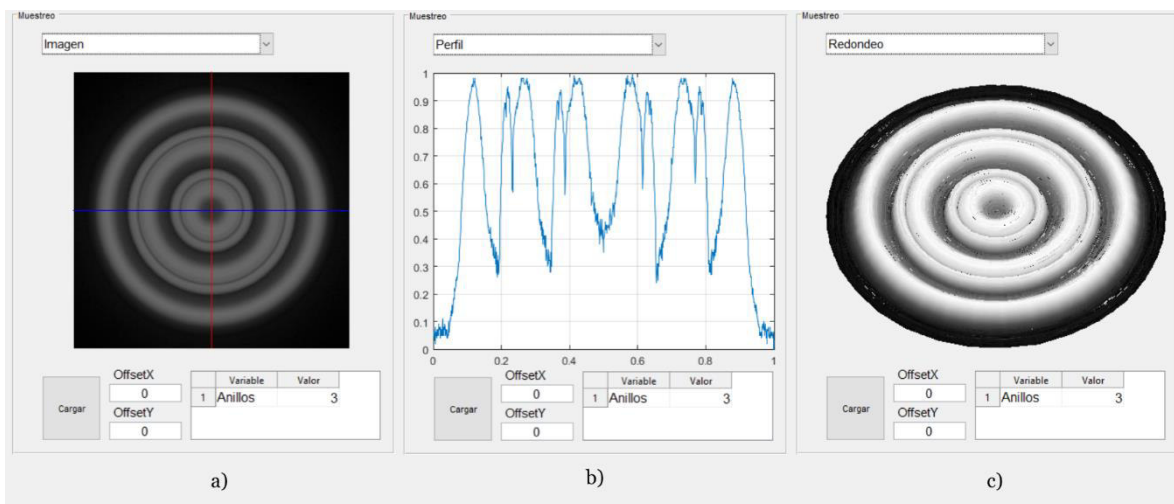 Muestreo
Imagen
Cargar
OffsetX
0
OffsetY
0
Variable Valor
1 Anillos 3
a)
Muestreo
Perfil
1
0.9
0.8
0.7
0.6
0.5
0.4
0.3
0.2
0.1
0
0 0.2 0.4 0.6 0.8 1
Cargar
OffsetX
0
OffsetY
0
Variable Valor
1 Anillos 3
b)
Muestreo
Redondeo
Cargar
OffsetX
0
OffsetY
0
Variable Valor
1 Anillos 3
c)